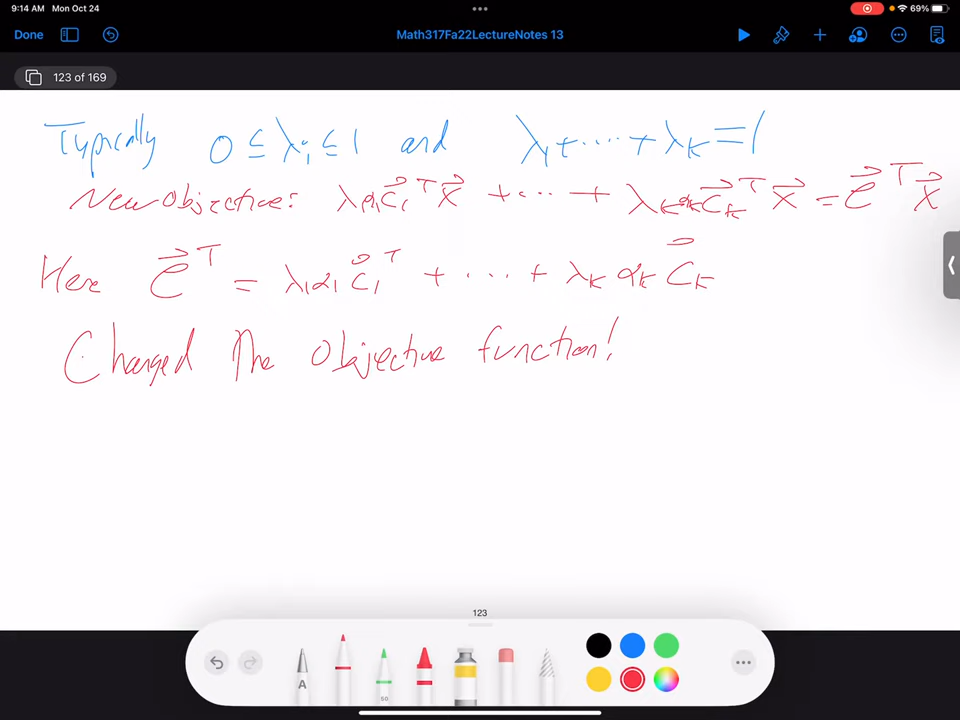 9:14 AM Mon Oct 24
69%
Done
Math317Fa22LectureNotes 13
123 of 169
Typically 0 ≤ λᵢ ≤ 1 and λ₁ + ⋯ + λₖ = 1
New Objective: λ₁α₁c⃗₁ᵀx⃗ + ⋯ + λₖαₖc⃗ₖᵀx⃗ = c⃗ᵀx⃗
Here c⃗ᵀ = λ₁α₁c⃗₁ᵀ + ⋯ + λₖαₖc⃗ₖ
Changed The Objective function!
123
A
50